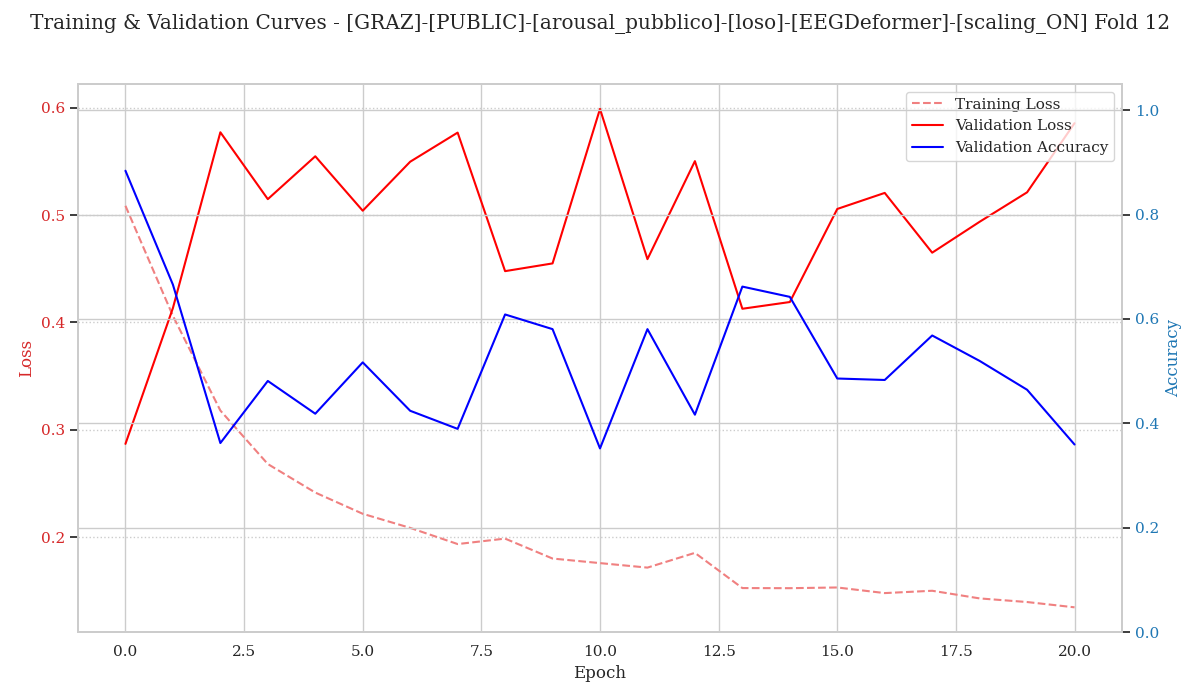 Training & Validation Curves - [GRAZ]-[PUBLIC]-[arousal_pubblico]-[loso]-[EEGDeformer]-[scaling_ON] Fold 12
Training Loss
Validation Loss
Validation Accuracy
0.6
0.5
0.4
0.3
0.2
Loss
1.0
0.8
0.6
0.4
0.2
0.0
Accuracy
0.0 2.5 5.0 7.5 10.0 12.5 15.0 17.5 20.0
Epoch